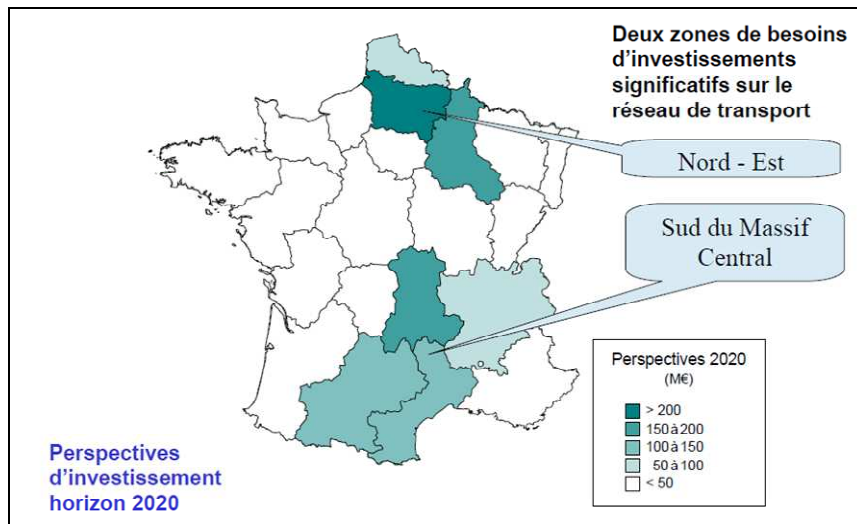 Deux zones de besoins
d'investissements
significatifs sur le
réseau de transport
Nord - Est
Sud du Massif
Central
Perspectives 2020
(M€)
> 200
150 à 200
100 à 150
50 à 100
< 50
Perspectives
d'investissement
horizon 2020